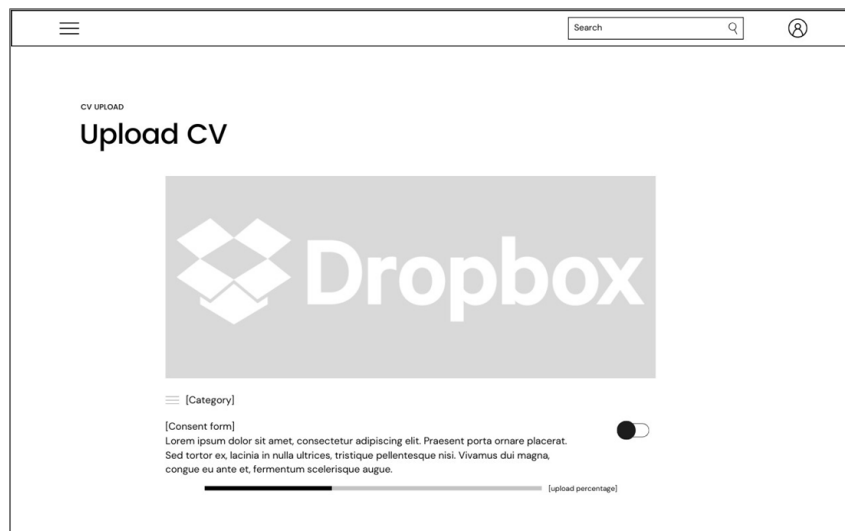 Search
CV UPLOAD
Upload CV
Dropbox
[Category]
[Consent form]
Lorem ipsum dolor sit amet, consectetur adipiscing elit. Praesent porta ornare placerat.
Sed tortor ex, lacinia in nulla ultrices, tristique pellentesque nisi. Vivamus dui magna,
congue eu ante et, fermentum scelerisque augue.
[upload percentage]